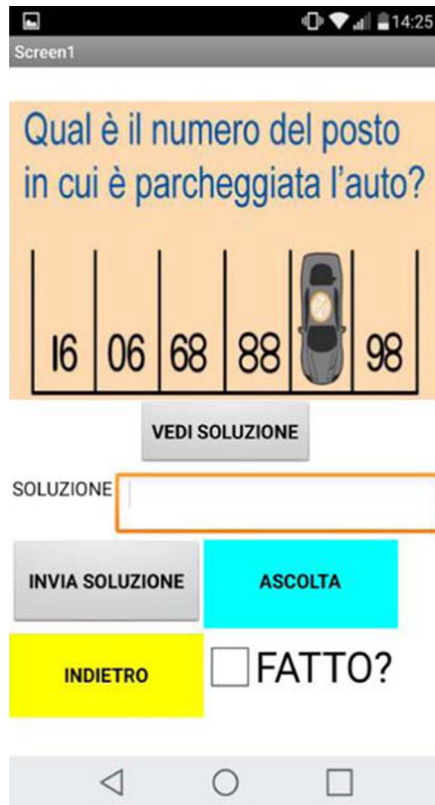 14:25
Screen1
Qual è il numero del posto
in cui è parcheggiata l'auto?
16 06 68 88 98
VEDI SOLUZIONE
SOLUZIONE
INVIA SOLUZIONE ASCOLTA
INDIETRO FATTO?